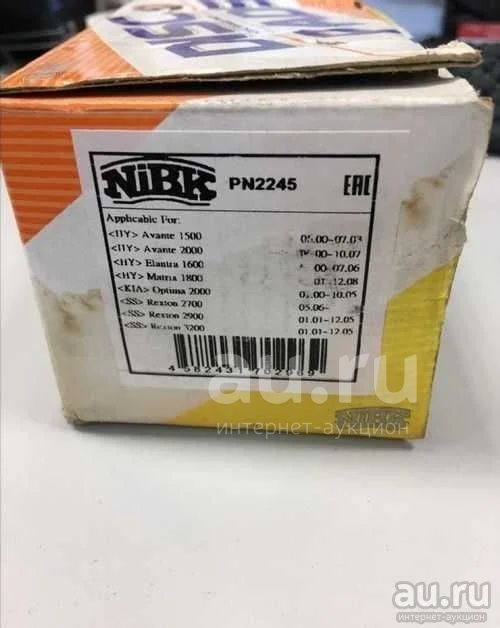 NiBK PN2245 EAC
Applicable For:
<HY> Avante 1500 05.00-07.03
<HY> Avante 2000 00-10.07
<HY> Elantra 1600 00-07.06
<HY> Matrix 1800 12.08
<KIA> Optima 2000 00-10.05
<SS> Rexton 2700 05.06-
<SS> Rexton 2900 01.01-12.05
<SS> Rexton 3200 01.01-12.05
au.ru
интернет-аукцион
NiBK
au.ru
интернет-аукцион